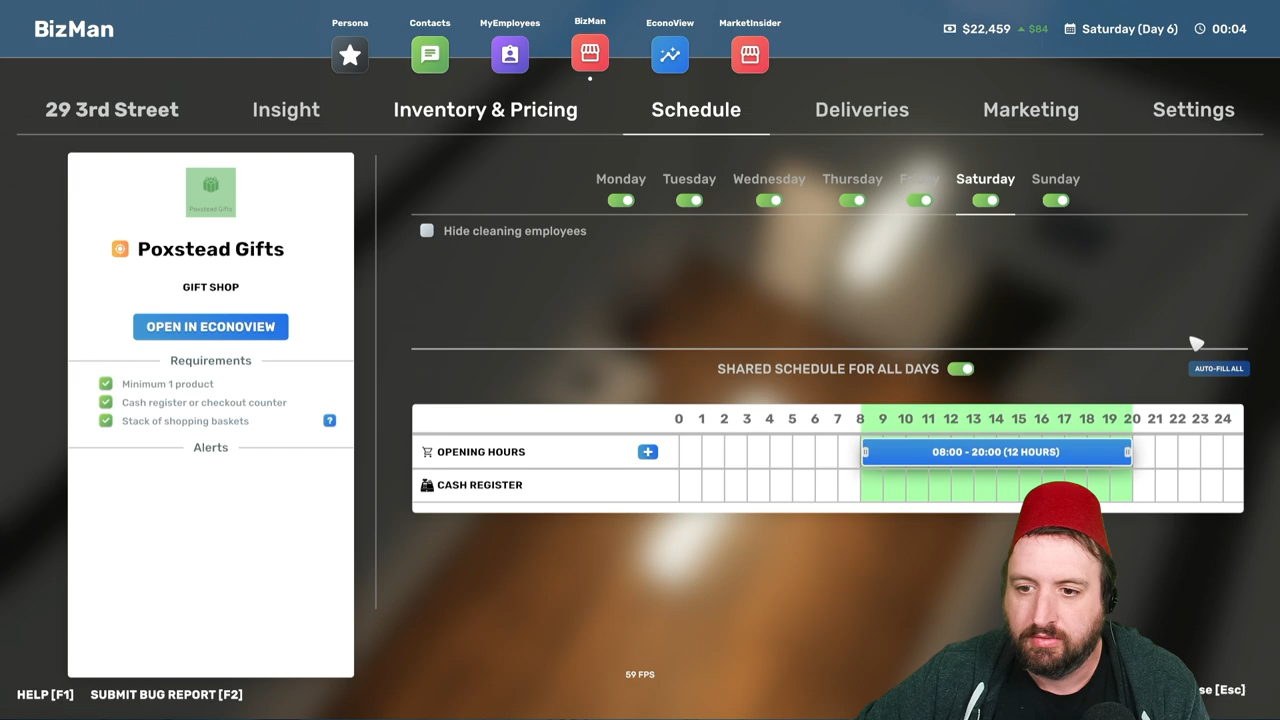 BizMan
Persona
Contacts
MyEmployees
BizMan
EconoView
MarketInsider
$22,459 $84
Saturday (Day 6)
00:04
29 3rd Street
Insight
Inventory & Pricing
Schedule
Deliveries
Marketing
Settings
Poxstead Gifts
Poxstead Gifts
GIFT SHOP
OPEN IN ECONOVIEW
Requirements
Minimum 1 product
Cash register or checkout counter
Stack of shopping baskets
?
Alerts
Monday Tuesday Wednesday Thursday Friday Saturday Sunday
Hide cleaning employees
SHARED SCHEDULE FOR ALL DAYS
AUTO-FILL ALL
0 1 2 3 4 5 6 7 8 9 10 11 12 13 14 15 16 17 18 19 20 21 22 23 24
OPENING HOURS
08:00 - 20:00 (12 HOURS)
CASH REGISTER
59 FPS
HELP [F1]
SUBMIT BUG REPORT [F2]
se [Esc]